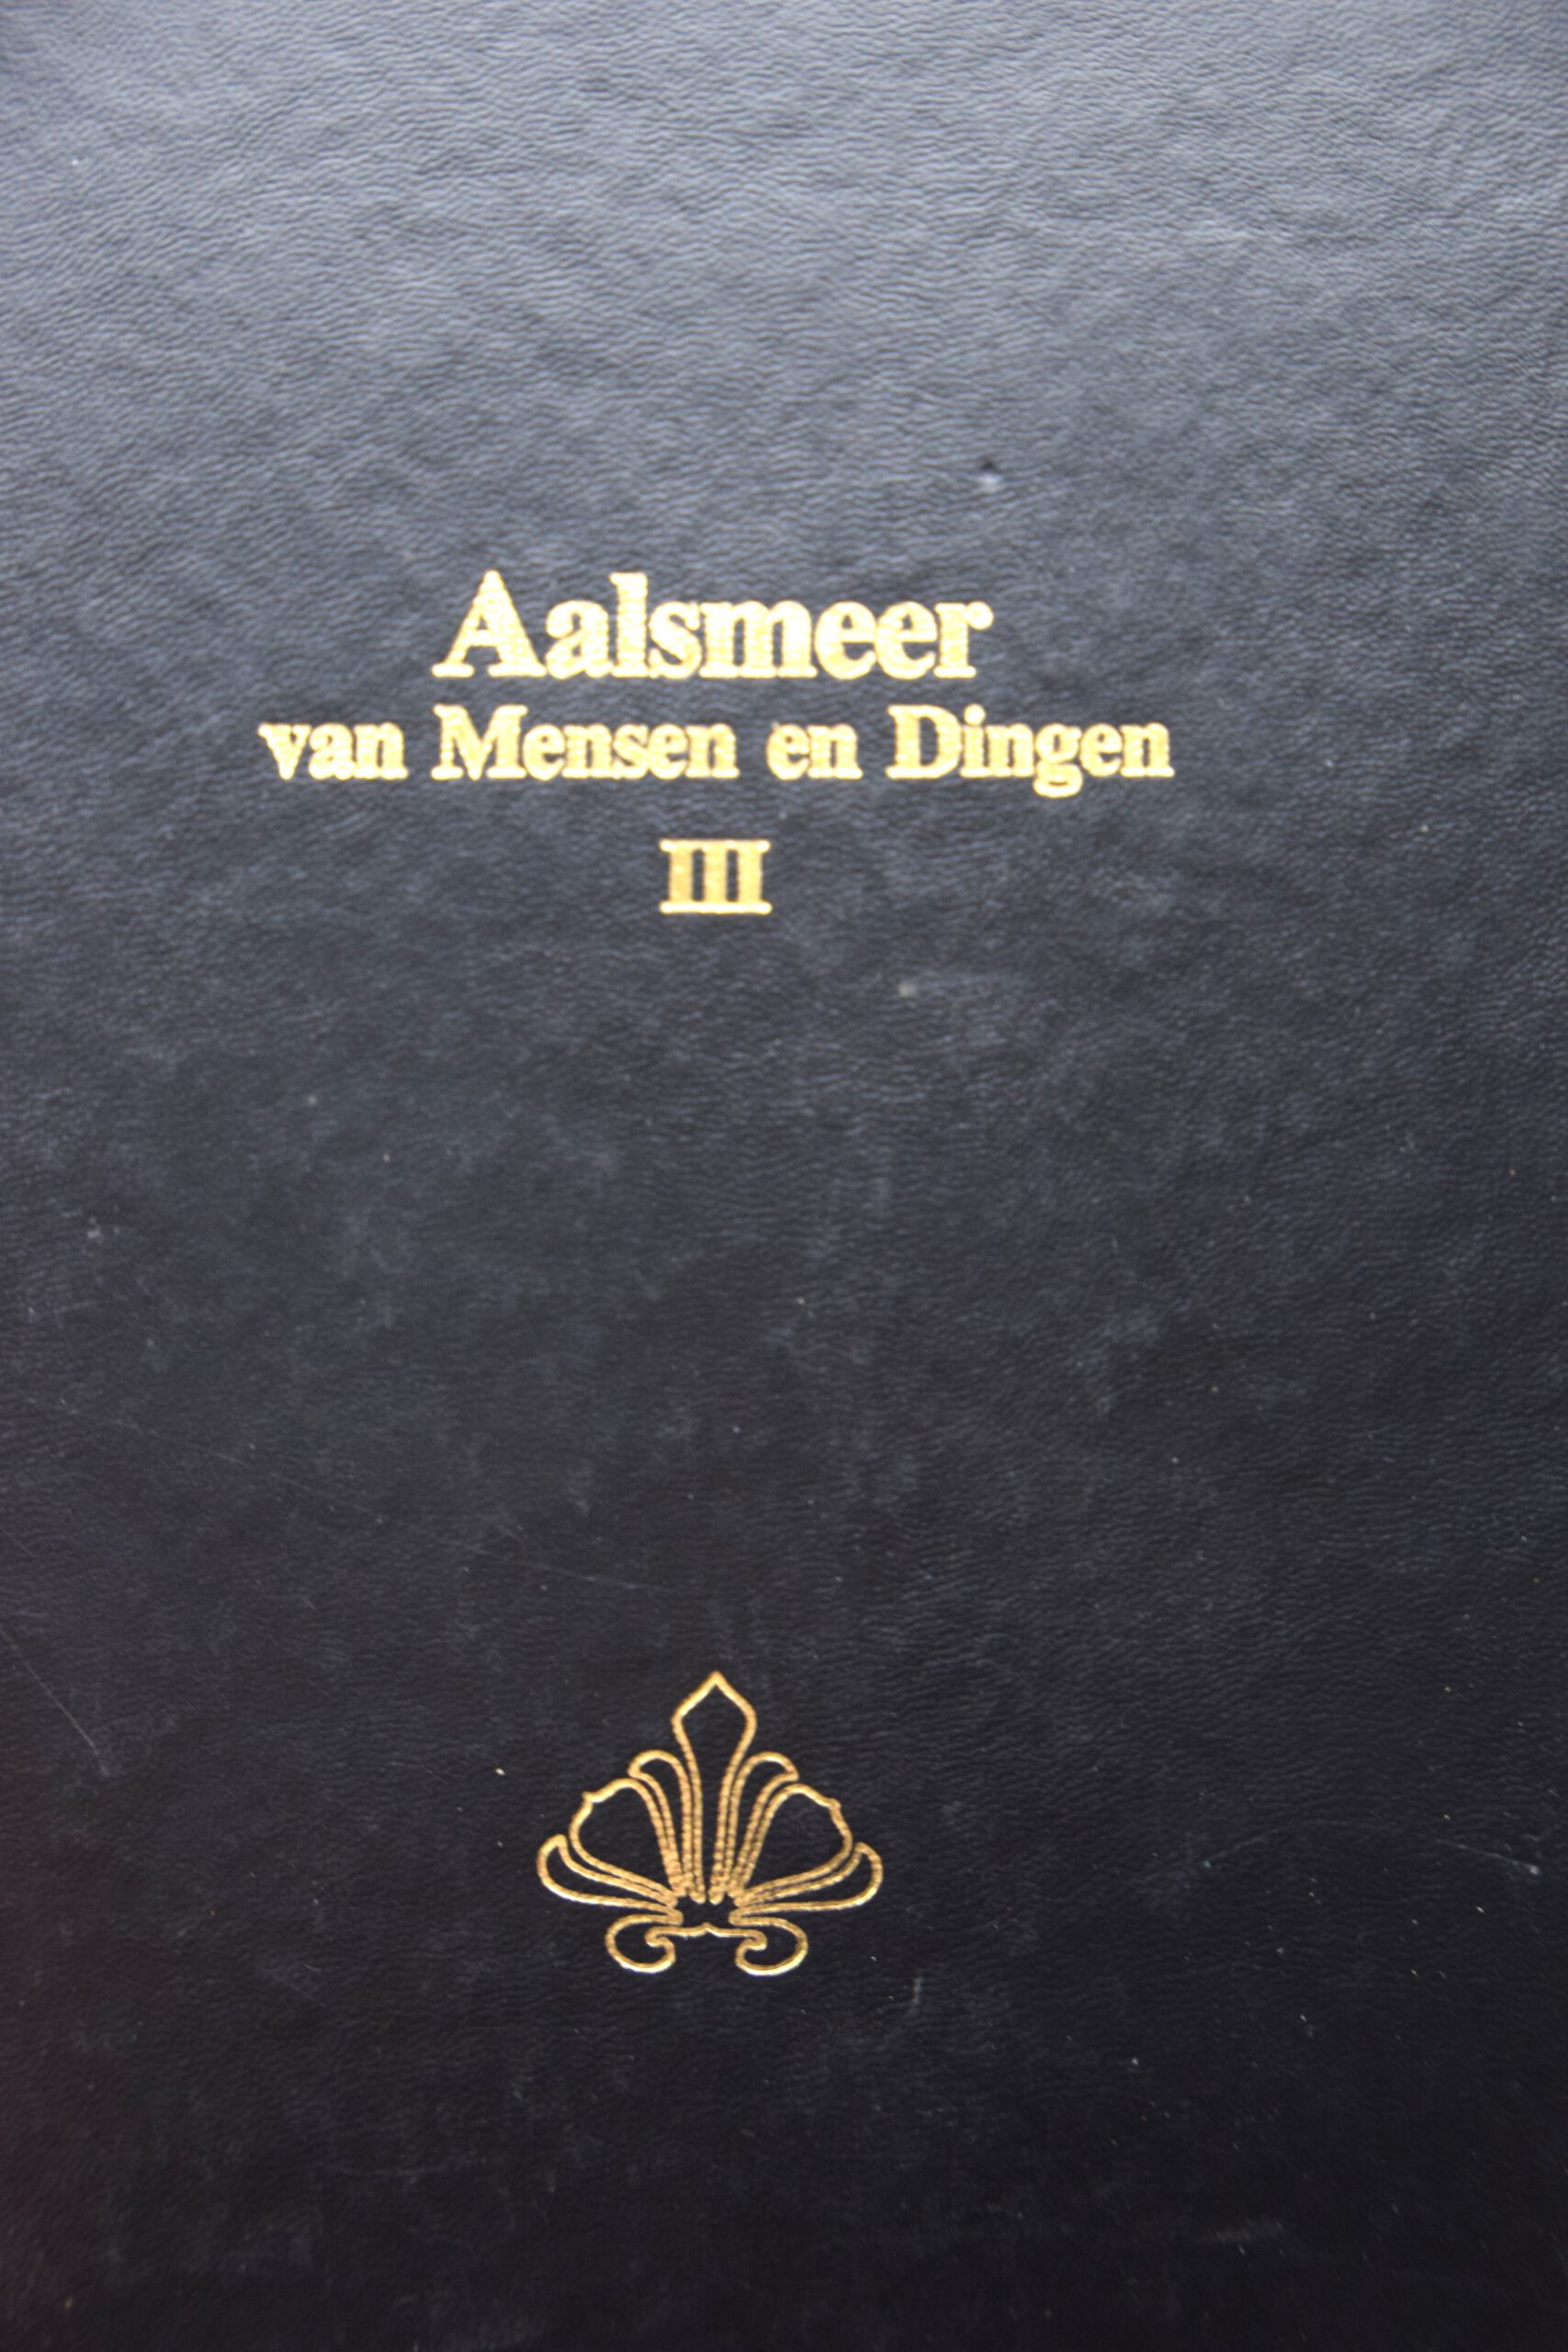 Aalsmeer
van Mensen en Dingen
III